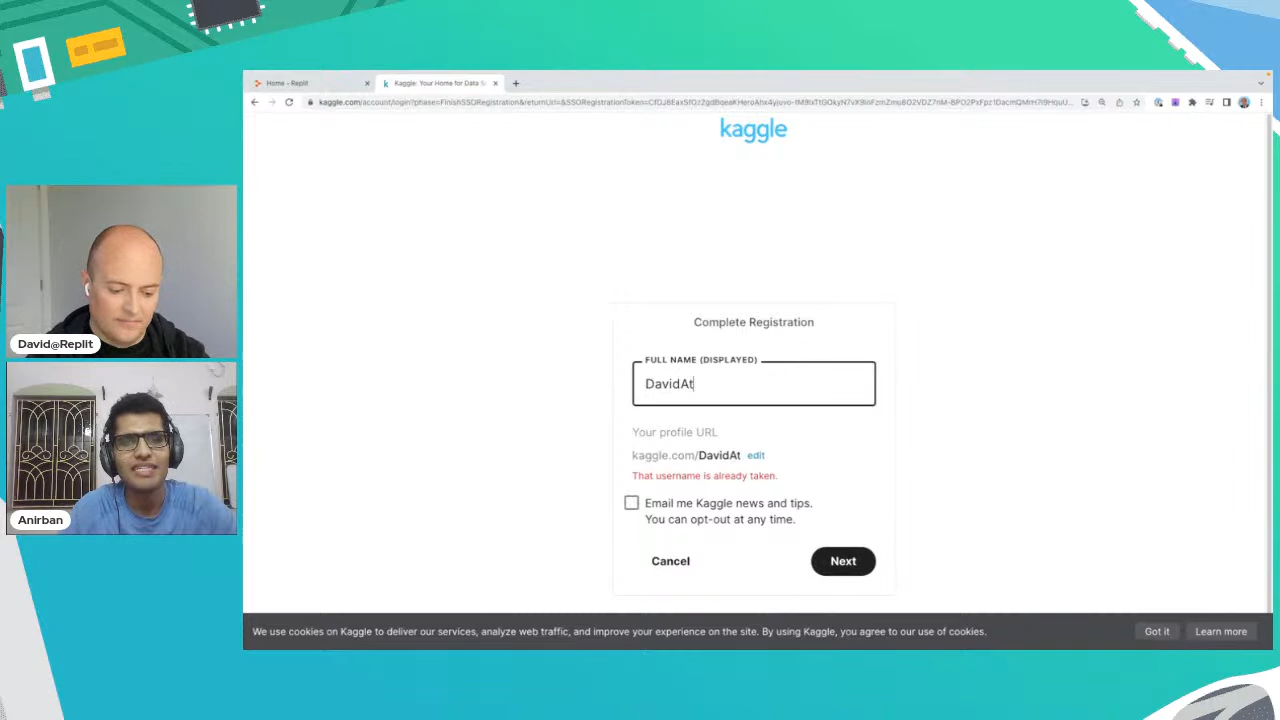 Home - Replit
Kaggle: Your Home for Data S
kaggle
Complete Registration
FULL NAME (DISPLAYED)
DavidAt
Your profile URL
kaggle.com/DavidAt edit
That username is already taken.
Email me Kaggle news and tips.
You can opt-out at any time.
Cancel
Next
David@Replit
Anirban
We use cookies on Kaggle to deliver our services, analyze web traffic, and improve your experience on the site. By using Kaggle, you agree to our use of cookies.
Got it
Learn more